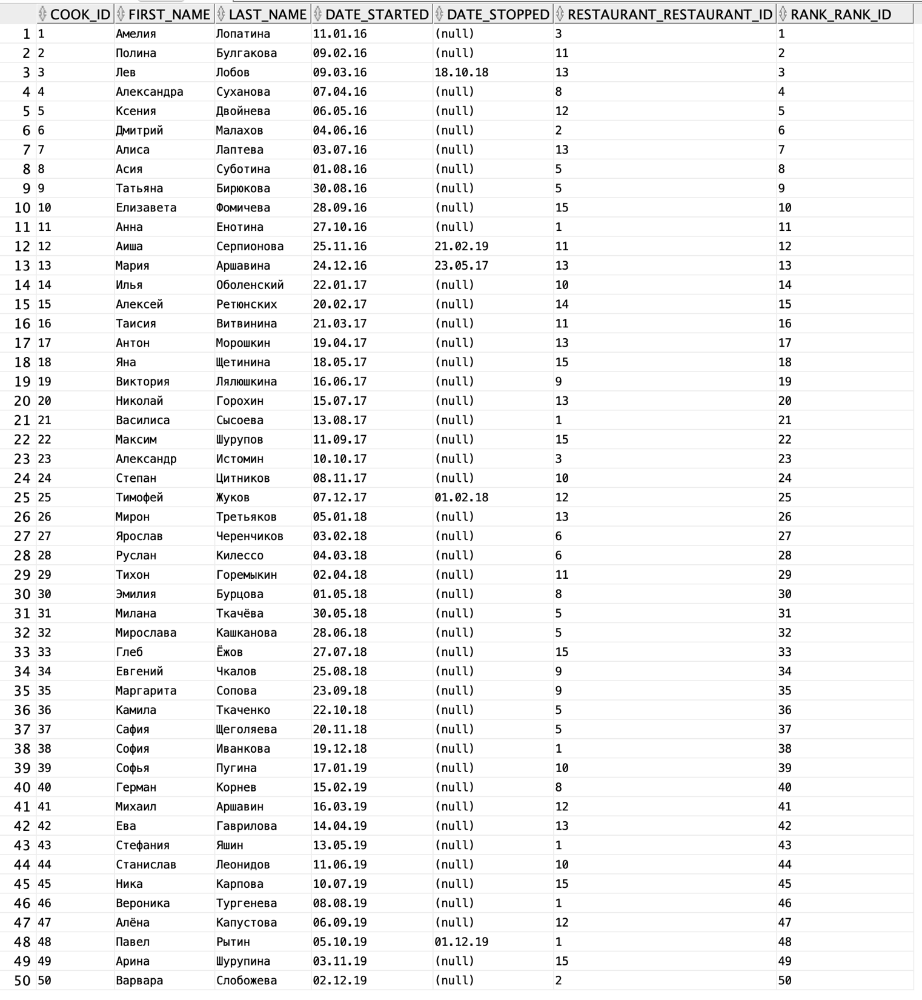 COOK_ID FIRST_NAME LAST_NAME DATE_STARTED DATE_STOPPED RESTAURANT_RESTAURANT_ID RANK_RANK_ID
1 1 Амелия Лопатина 11.01.16 (null) 3 1
2 2 Полина Булгакова 09.02.16 (null) 11 2
3 3 Лев Лобов 09.03.16 18.10.18 13 3
4 4 Александра Суханова 07.04.16 (null) 8 4
5 5 Ксения Двойнева 06.05.16 (null) 12 5
6 6 Дмитрий Малахов 04.06.16 (null) 2 6
7 7 Алиса Лаптева 03.07.16 (null) 13 7
8 8 Асия Суботина 01.08.16 (null) 5 8
9 9 Татьяна Бирюкова 30.08.16 (null) 5 9
10 10 Елизавета Фомичева 28.09.16 (null) 15 10
11 11 Анна Енотина 27.10.16 (null) 1 11
12 12 Аиша Серпионова 25.11.16 21.02.19 11 12
13 13 Мария Аршавина 24.12.16 23.05.17 13 13
14 14 Илья Оболенский 22.01.17 (null) 10 14
15 15 Алексей Ретюнских 20.02.17 (null) 14 15
16 16 Таисия Витвинина 21.03.17 (null) 11 16
17 17 Антон Морошкин 19.04.17 (null) 13 17
18 18 Яна Щетинина 18.05.17 (null) 15 18
19 19 Виктория Лялюшкина 16.06.17 (null) 9 19
20 20 Николай Горохин 15.07.17 (null) 13 20
21 21 Василиса Сысоева 13.08.17 (null) 1 21
22 22 Максим Шурупов 11.09.17 (null) 15 22
23 23 Александр Истомин 10.10.17 (null) 3 23
24 24 Степан Цитников 08.11.17 (null) 10 24
25 25 Тимофей Жуков 07.12.17 01.02.18 12 25
26 26 Мирон Третьяков 05.01.18 (null) 13 26
27 27 Ярослав Черенчиков 03.02.18 (null) 6 27
28 28 Руслан Килессо 04.03.18 (null) 6 28
29 29 Тихон Горемыкин 02.04.18 (null) 11 29
30 30 Эмилия Бурцова 01.05.18 (null) 8 30
31 31 Милана Ткачёва 30.05.18 (null) 5 31
32 32 Мирослава Кашканова 28.06.18 (null) 5 32
33 33 Глеб Ёжов 27.07.18 (null) 15 33
34 34 Евгений Чкалов 25.08.18 (null) 9 34
35 35 Маргарита Сопова 23.09.18 (null) 9 35
36 36 Камила Ткаченко 22.10.18 (null) 5 36
37 37 Сафия Щеголяева 20.11.18 (null) 5 37
38 38 София Иванкова 19.12.18 (null) 1 38
39 39 Софья Пугина 17.01.19 (null) 10 39
40 40 Герман Корнев 15.02.19 (null) 8 40
41 41 Михаил Аршавин 16.03.19 (null) 12 41
42 42 Ева Гаврилова 14.04.19 (null) 13 42
43 43 Стефания Яшин 13.05.19 (null) 1 43
44 44 Станислав Леонидов 11.06.19 (null) 10 44
45 45 Ника Карпова 10.07.19 (null) 15 45
46 46 Вероника Тургенева 08.08.19 (null) 1 46
47 47 Алёна Капустова 06.09.19 (null) 12 47
48 48 Павел Рытин 05.10.19 01.12.19 1 48
49 49 Арина Шурупина 03.11.19 (null) 15 49
50 50 Варвара Слобожева 02.12.19 (null) 2 50